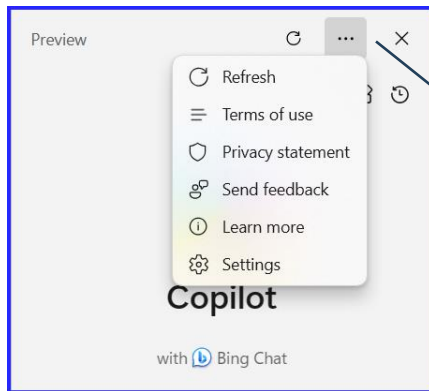 Preview
Refresh
Terms of use
Privacy statement
Send feedback
Learn more
Settings
Copilot
with Bing Chat